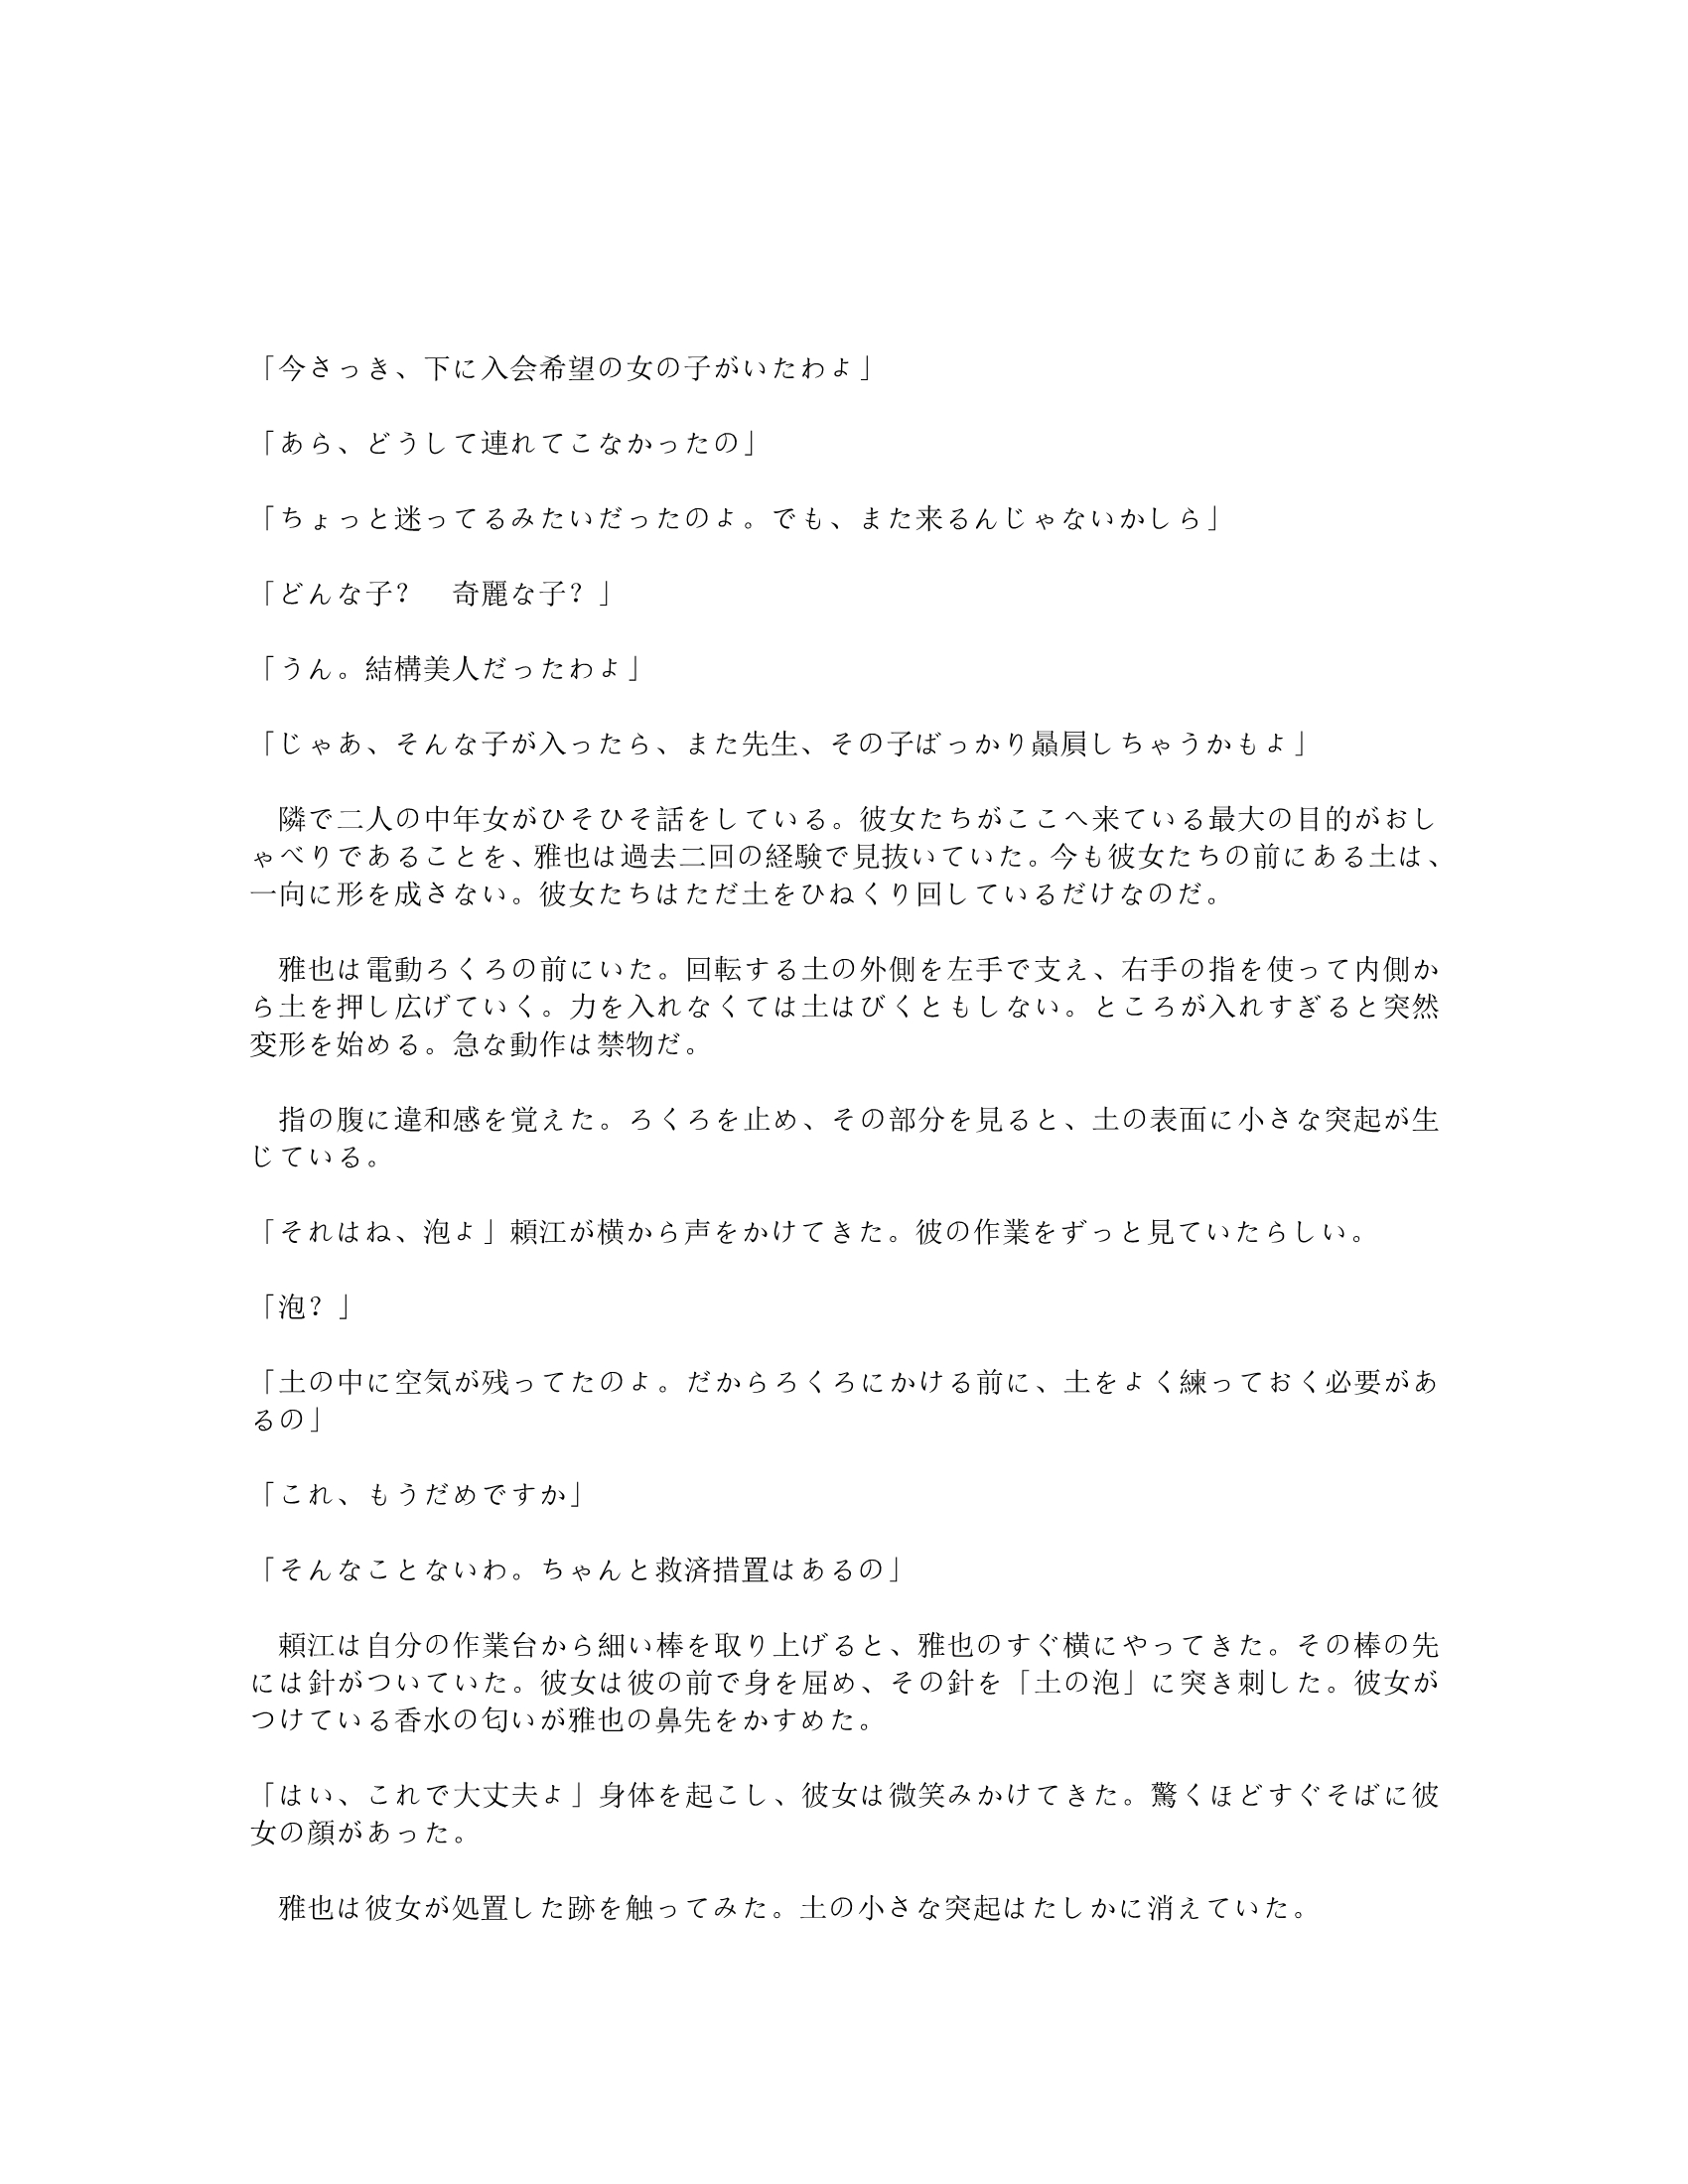 「今さっき、下に入会希望の女の子がいたわよ」
「あら、どうして連れてこなかったの」
「ちょっと迷ってるみたいだったのよ。でも、また来るんじゃないかしら」
「どんな子？　奇麗な子？」
「うん。結構美人だったわよ」
「じゃあ、そんな子が入ったら、また先生、その子ばっかり贔屓しちゃうかもよ」
　隣で二人の中年女がひそひそ話をしている。彼女たちがここへ来ている最大の目的がおし
ゃべりであることを、雅也は過去二回の経験で見抜いていた。今も彼女たちの前にある土は、
一向に形を成さない。彼女たちはただ土をひねくり回しているだけなのだ。
　雅也は電動ろくろの前にいた。回転する土の外側を左手で支え、右手の指を使って内側か
ら土を押し広げていく。力を入れなくては土はびくともしない。ところが入れすぎると突然
変形を始める。急な動作は禁物だ。
　指の腹に違和感を覚えた。ろくろを止め、その部分を見ると、土の表面に小さな突起が生
じている。
「それはね、泡よ」頼江が横から声をかけてきた。彼の作業をずっと見ていたらしい。
「泡？」
「土の中に空気が残ってたのよ。だからろくろにかける前に、土をよく練っておく必要があ
るの」
「これ、もうだめですか」
「そんなことないわ。ちゃんと救済措置はあるの」
　頼江は自分の作業台から細い棒を取り上げると、雅也のすぐ横にやってきた。その棒の先
には針がついていた。彼女は彼の前で身を屈め、その針を「土の泡」に突き刺した。彼女が
つけている香水の匂いが雅也の鼻先をかすめた。
「はい、これで大丈夫よ」身体を起こし、彼女は微笑みかけてきた。驚くほどすぐそばに彼
女の顔があった。
　雅也は彼女が処置した跡を触ってみた。土の小さな突起はたしかに消えていた。